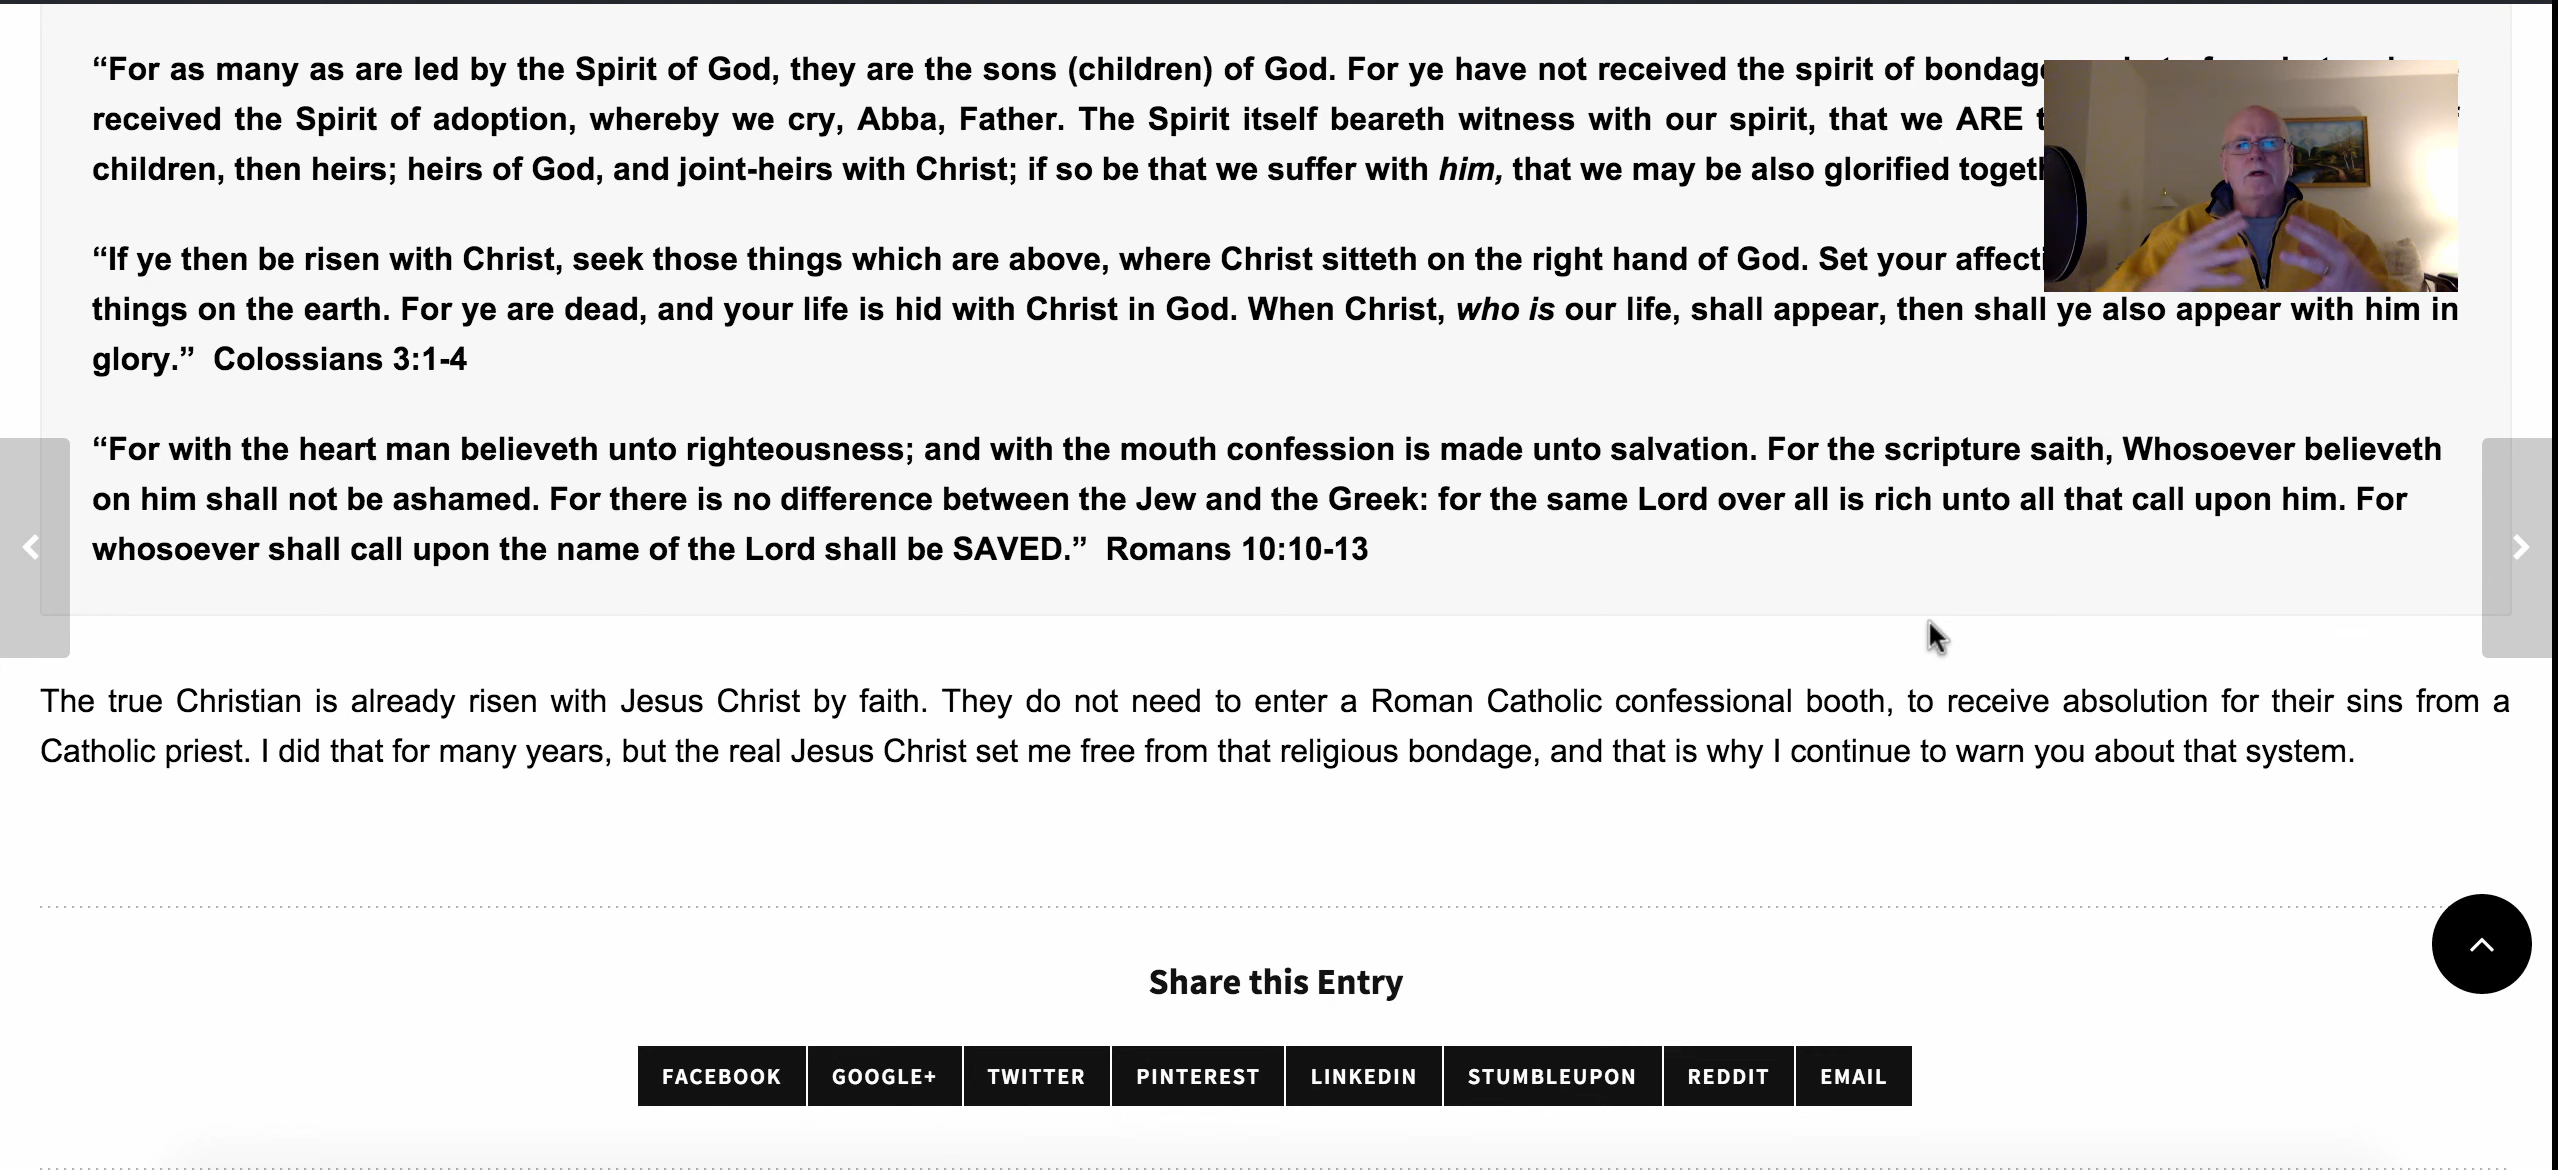 “For as many as are led by the Spirit of God, they are the sons (children) of God. For ye have not received the spirit of
received the Spirit of adoption, whereby we cry, Abba, Father. The Spirit itself beareth witness with our spirit, that we ARE
children, then heirs; heirs of God, and joint-heirs with Christ; if so be that we suffer with him, that we may be also glorified
“If ye then be risen with Christ, seek those things which are above, where Christ sitteth on the right hand of God. Set your
things on the earth. For ye are dead, and your life is hid with Christ in God. When Christ, who is our life, shall appear, then shall ye also appear with him in
glory.” Colossians 3:1-4
“For with the heart man believeth unto righteousness; and with the mouth confession is made unto salvation. For the scripture saith, Whosoever believeth
on him shall not be ashamed. For there is no difference between the Jew and the Greek: for the same Lord over all is rich unto all that call upon him. For
whosoever shall call upon the name of the Lord shall be SAVED.” Romans 10:10-13
The true Christian is already risen with Jesus Christ by faith. They do not need to enter a Roman Catholic confessional booth, to receive absolution for their sins from a
Catholic priest. I did that for many years, but the real Jesus Christ set me free from that religious bondage, and that is why I continue to warn you about that system.
Share this Entry
FACEBOOK GOOGLE+ TWITTER PINTEREST LINKEDIN STUMBLEUPON REDDIT EMAIL